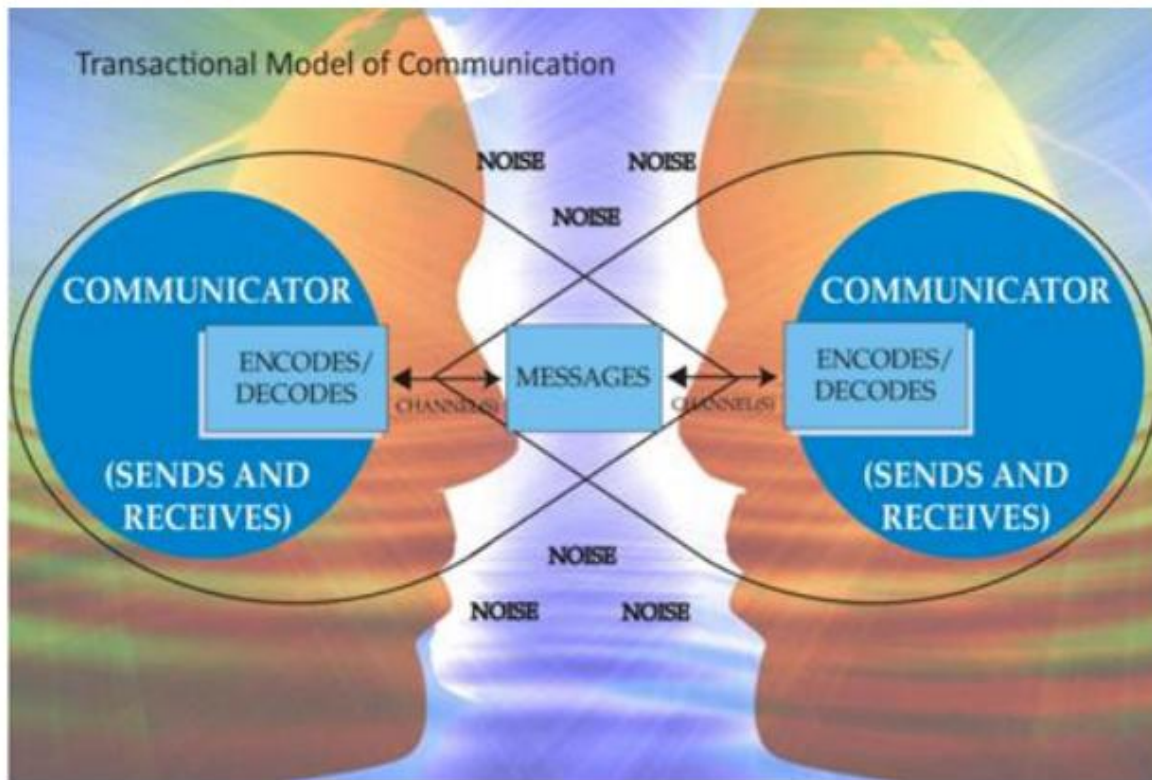 Transactional Model of Communication
NOISE
NOISE
NOISE
COMMUNICATOR
ENCODES/
DECODES
(SENDS AND
RECEIVES)
CHANNEL(S)
MESSAGES
CHANNEL(S)
COMMUNICATOR
ENCODES/
DECODES
(SENDS AND
RECEIVES)
NOISE
NOISE
NOISE